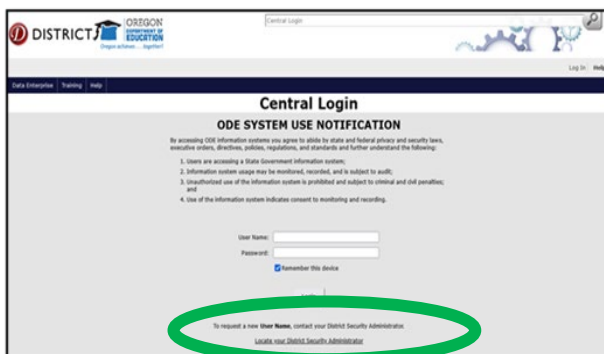 DISTRICT
OREGON
DEPARTMENT OF
EDUCATION
Oregon achieves . . . together!
Central Login
Log In Help
Data Enterprise Training Help
Central Login
ODE SYSTEM USE NOTIFICATION
By accessing ODE information systems you agree to abide by state and federal privacy and security laws,
executive orders, directives, policies, regulations, and standards and further understand the following:
1. Users are accessing a State Government information system;
2. Information system usage may be monitored, recorded, and is subject to audit;
3. Unauthorized use of the information system is prohibited and subject to criminal and civil penalties;
and
4. Use of the information system indicates consent to monitoring and recording.
User Name:
Password:
Remember this device
To request a new User Name, contact your District Security Administrator.
Locate your District Security Administrator